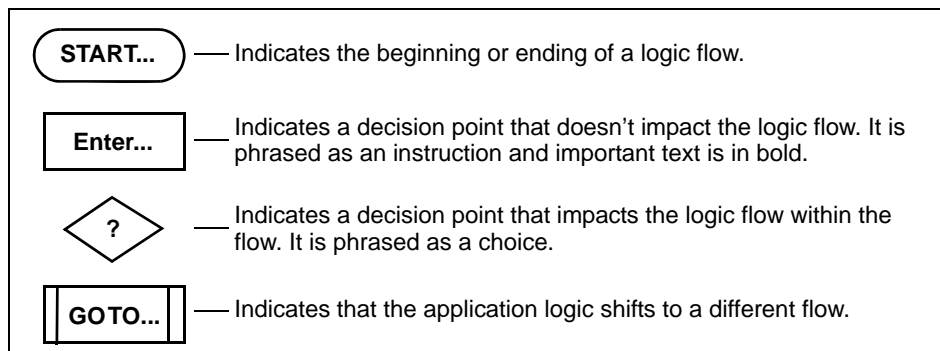 START...
Indicates the beginning or ending of a logic flow.
Enter...
Indicates a decision point that doesn’t impact the logic flow. It is
phrased as an instruction and important text is in bold.
?
Indicates a decision point that impacts the logic flow within the
flow. It is phrased as a choice.
GOTO...
Indicates that the application logic shifts to a different flow.